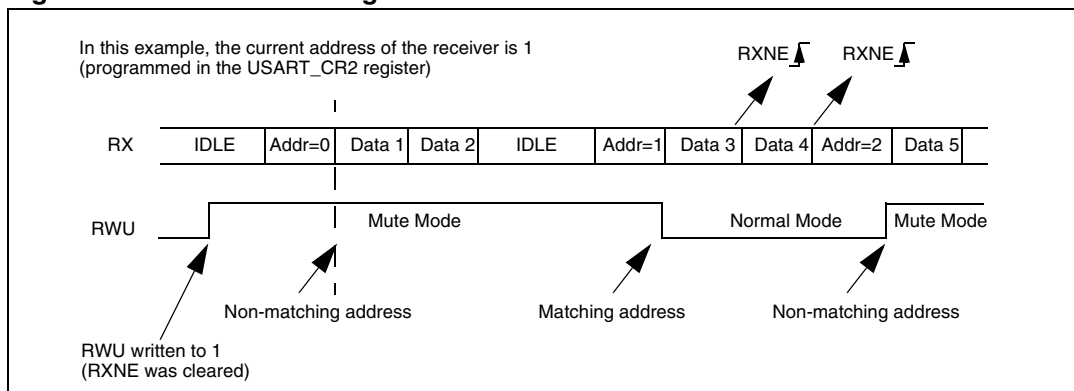 In this example, the current address of the receiver is 1
(programmed in the USART_CR2 register)
RXNE RXNE
RX IDLE Addr=0 Data 1 Data 2 IDLE Addr=1 Data 3 Data 4 Addr=2 Data 5
RWU Mute Mode Normal Mode Mute Mode
Non-matching address Matching address Non-matching address
RWU written to 1
(RXNE was cleared)